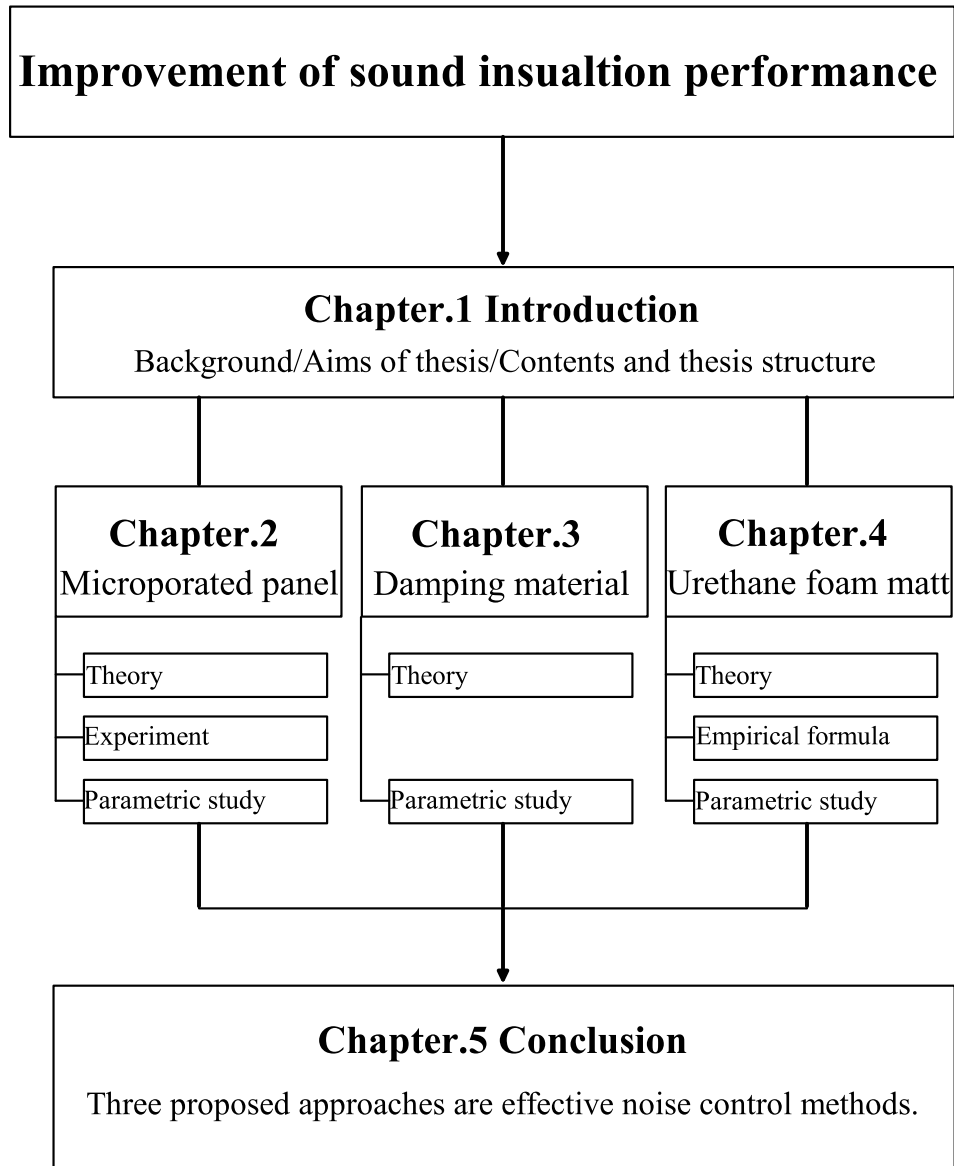 Improvement of sound insualtion performance
Chapter.1 Introduction
Background/Aims of thesis/Contents and thesis structure
Chapter.2
Microporated panel
Theory
Experiment
Parametric study
Chapter.3
Damping material
Theory
Parametric study
Chapter.4
Urethane foam matt
Theory
Empirical formula
Parametric study
Chapter.5 Conclusion
Three proposed approaches are effective noise control methods.